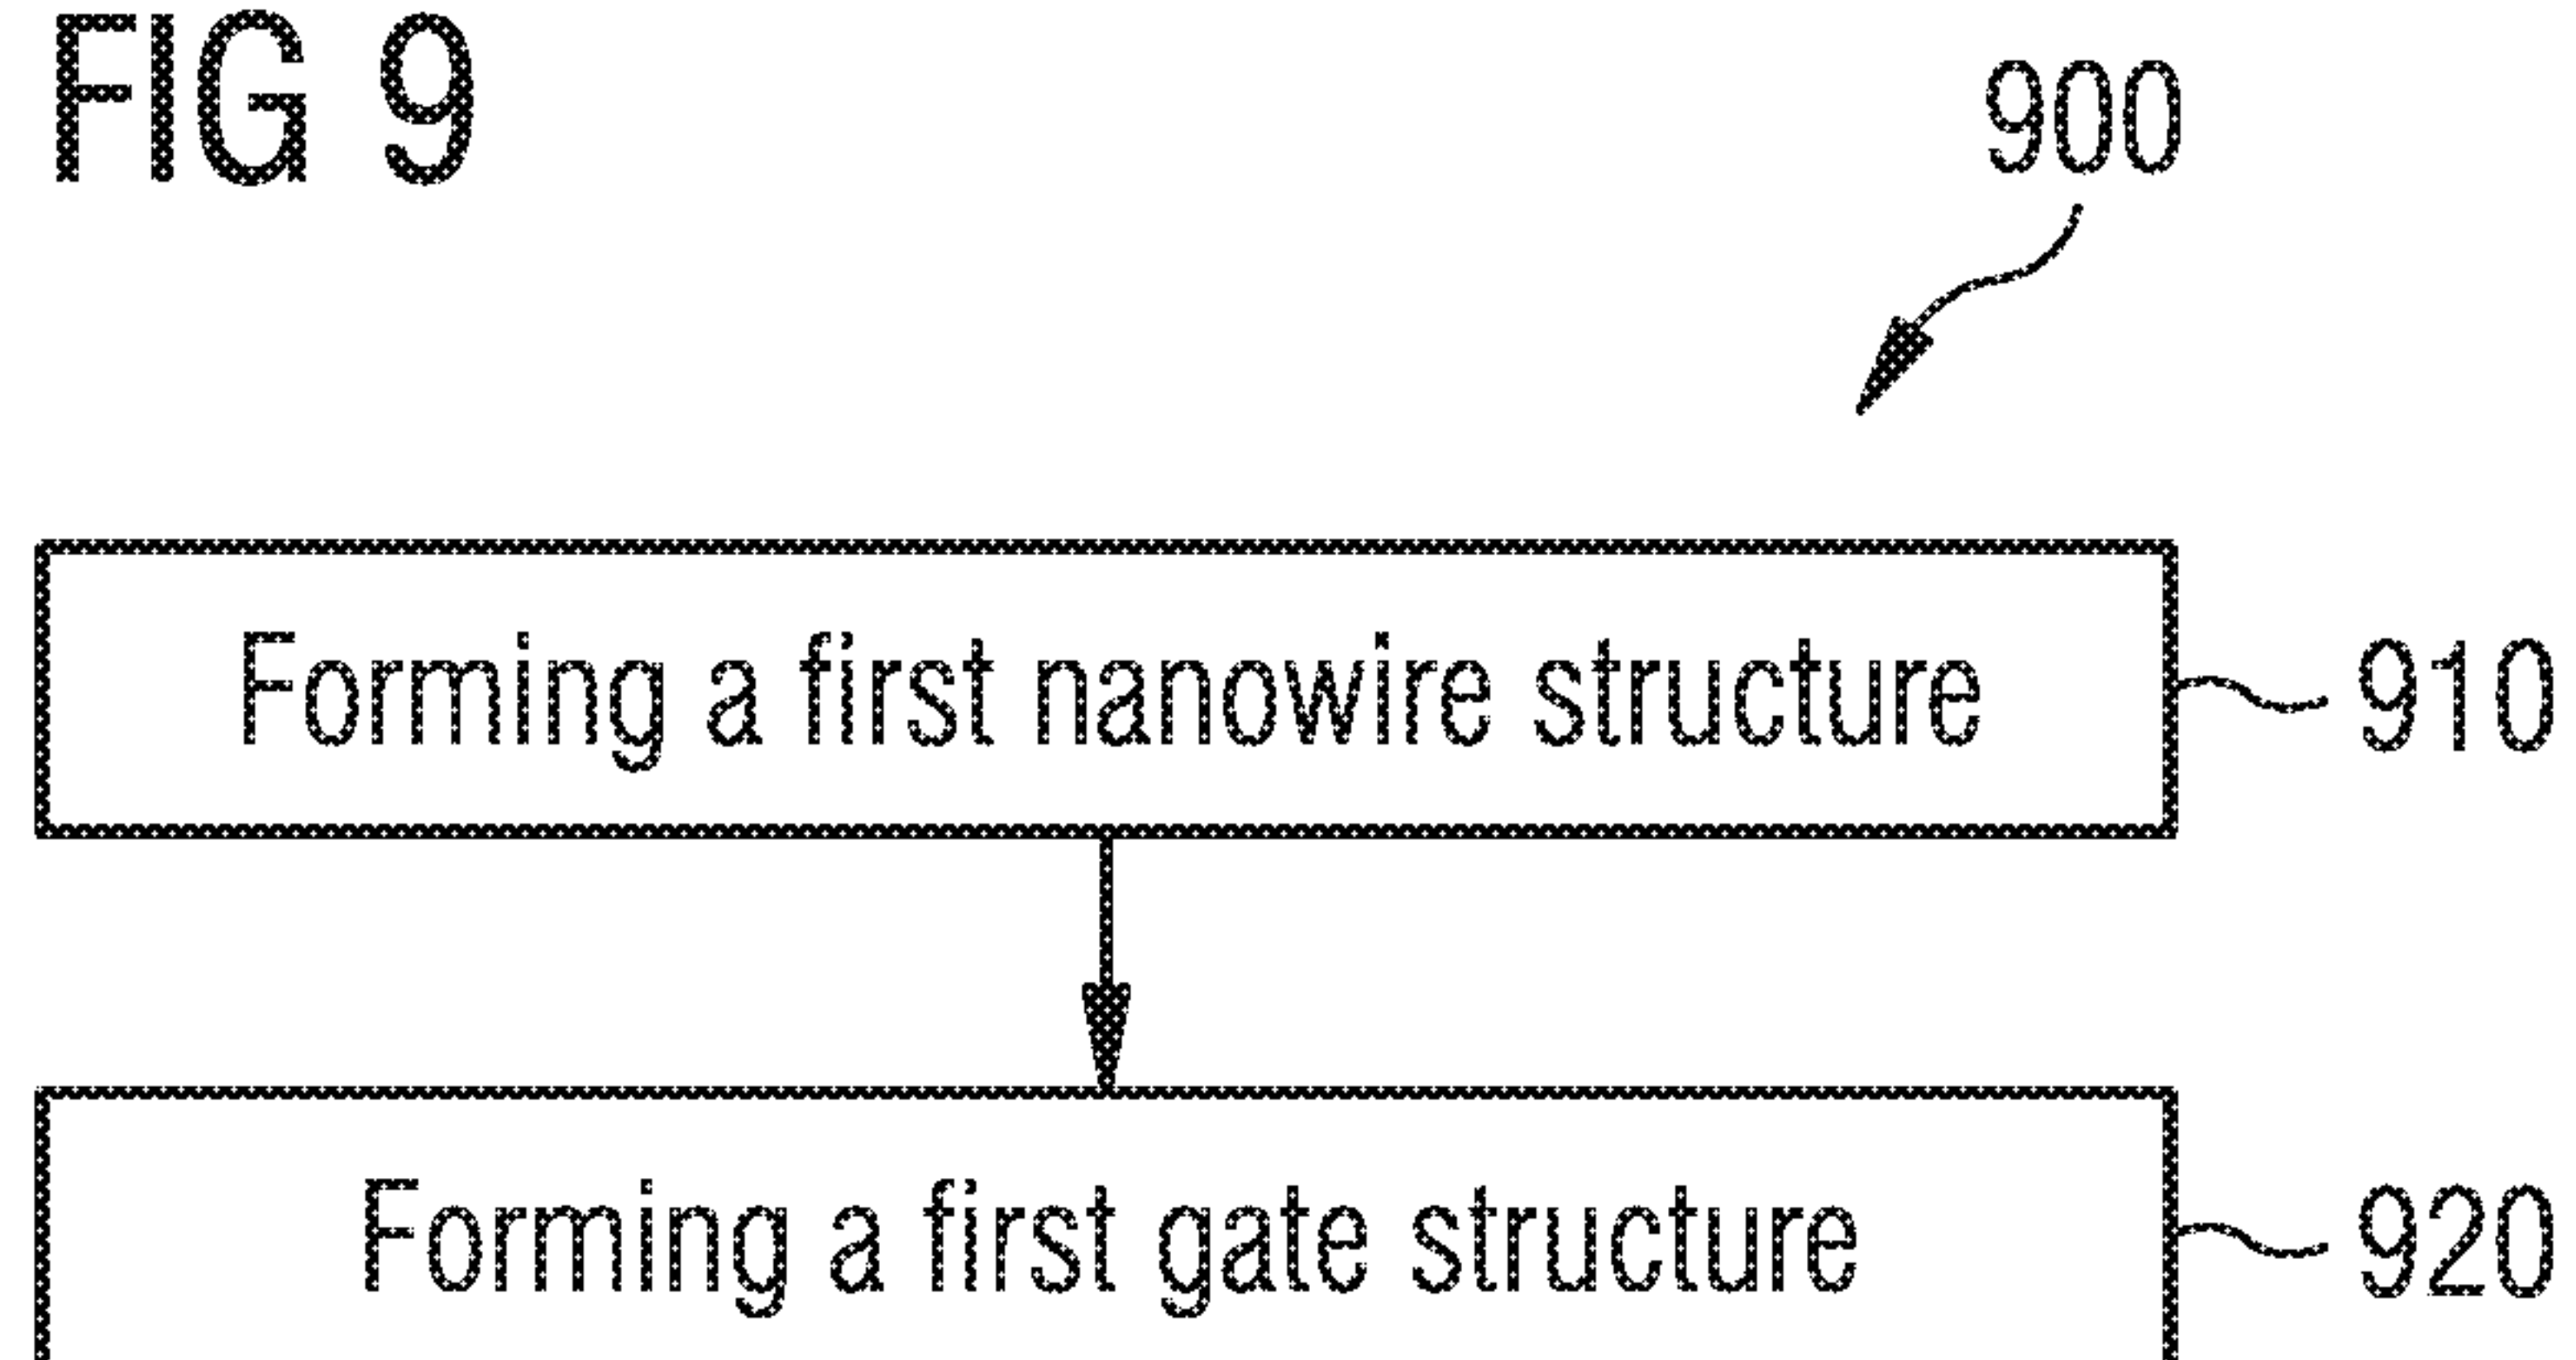 FIG 9
900
Forming a first nanowire structure 910
Forming a first gate structure 920